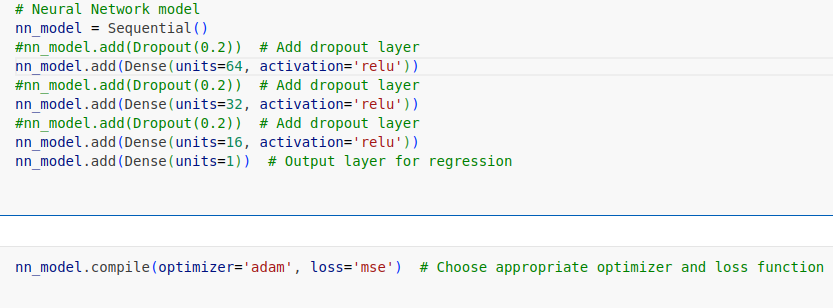 # Neural Network model
nn_model = Sequential()
#nn_model.add(Dropout(0.2))  # Add dropout layer
nn_model.add(Dense(units=64, activation='relu'))
#nn_model.add(Dropout(0.2))  # Add dropout layer
nn_model.add(Dense(units=32, activation='relu'))
#nn_model.add(Dropout(0.2))  # Add dropout layer
nn_model.add(Dense(units=16, activation='relu'))
nn_model.add(Dense(units=1))  # Output layer for regression
nn_model.compile(optimizer='adam', loss='mse')  # Choose appropriate optimizer and loss function